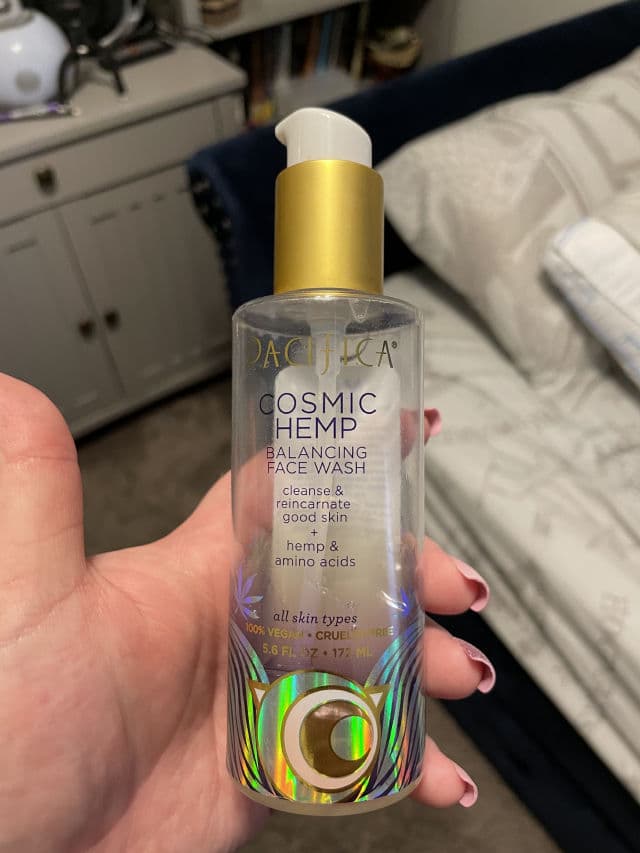 PACIFICA®
COSMIC
HEMP
BALANCING
FACE WASH
cleanse &
reincarnate
good skin
+
hemp &
amino acids
all skin types
100% VEGAN • CRUELTY-FREE
5.6 FL OZ • 172 ML